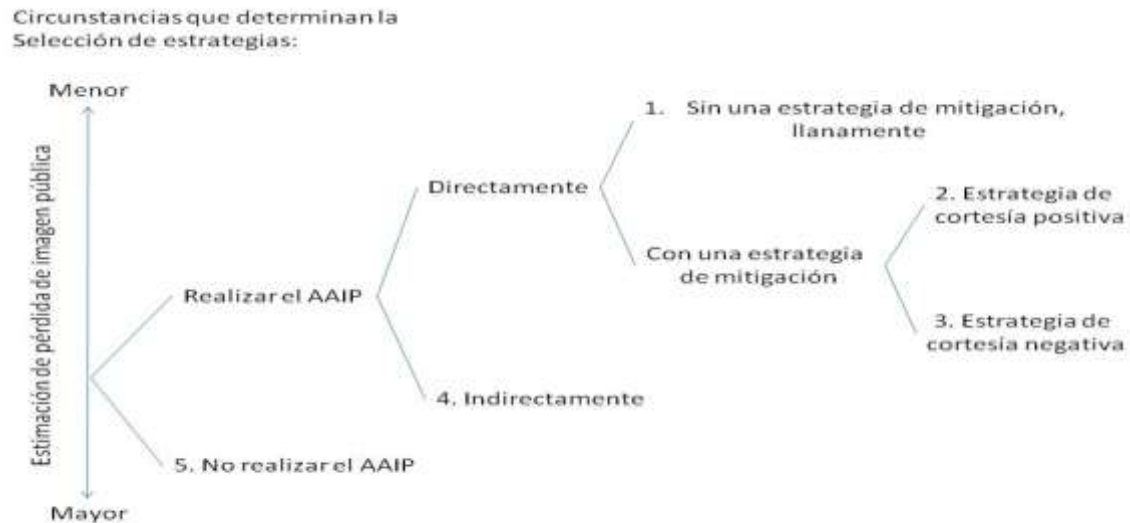 Circunstancias que determinan la
Selección de estrategias:
Menor
Estimación de pérdida de imagen pública
1. Sin una estrategia de mitigación,
llanamente
Directamente
2. Estrategia de
cortesía positiva
Con una estrategia
de mitigación
Realizar el AAIP
3. Estrategia de
cortesía negativa
4. Indirectamente
5. No realizar el AAIP
Mayor